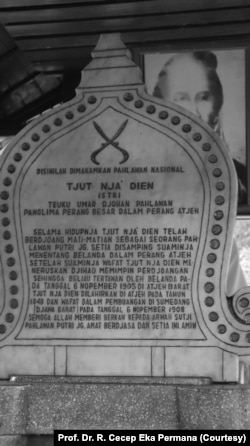 DISINILAH DIMAKAMKAN PAHLAWAN NASIONAL
TJUT NJA' DIEN
(STRI)
TEUKU UMAR DJOHAN PAHLAWAN
PANGLIMA PERANG BESAR DALAM PERANG ATJEH
SELAMA HIDUPNJA TJUT NJA' DIEN TELAH
BERDJOANG MATI-MATIAN SEBAGAI SEORANG PAH
LAWAN PUTRI JG. SETIA DISAMPING SUAMINJA
MENENTANG BELANDA DALAM PERANG ATJEH
SETELAH SUAMINJA WAFAT TJUT NJA DIEN ME
NERUSKAN DJIHAD MEMIMPIN PERDJOANGAN
SEHINGGA BELIAU TERTAWAN OLEH BELANDA PA
DA TANGGAL 6 NOPEMBER 1905 DI ATJEH BARAT
TJUT NJA DIEN DILAHIRKAN DI ATJEH PADA TAHUN
1848 DAN WAFAT DALAM PEMBUANGAN DI SUMEDANG
(DJAWA BARAT) PADA TANGGAL 6 NOPEMBER 1908
SEMOGA ALLAH MEMBERI BERKAH KEPADA ARWAH SUTJI
PAHLAWAN PUTRI JG. AMAT BERDJASA DAN SETIA INI AMIN
Prof. Dr. R. Cecep Eka Permana (Courtesy